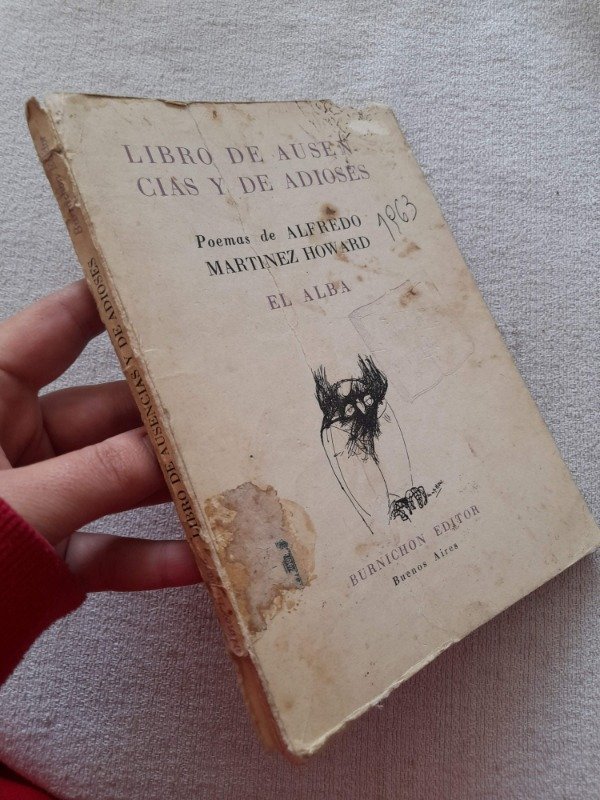 LIBRO DE AUSEN
CIAS Y DE ADIOSES
Poemas de ALFREDO
MARTINEZ HOWARD
1963
EL ALBA
BURNICHON EDITOR
Buenos Aires
LIBRO DE AUSENCIAS Y DE ADIOSES